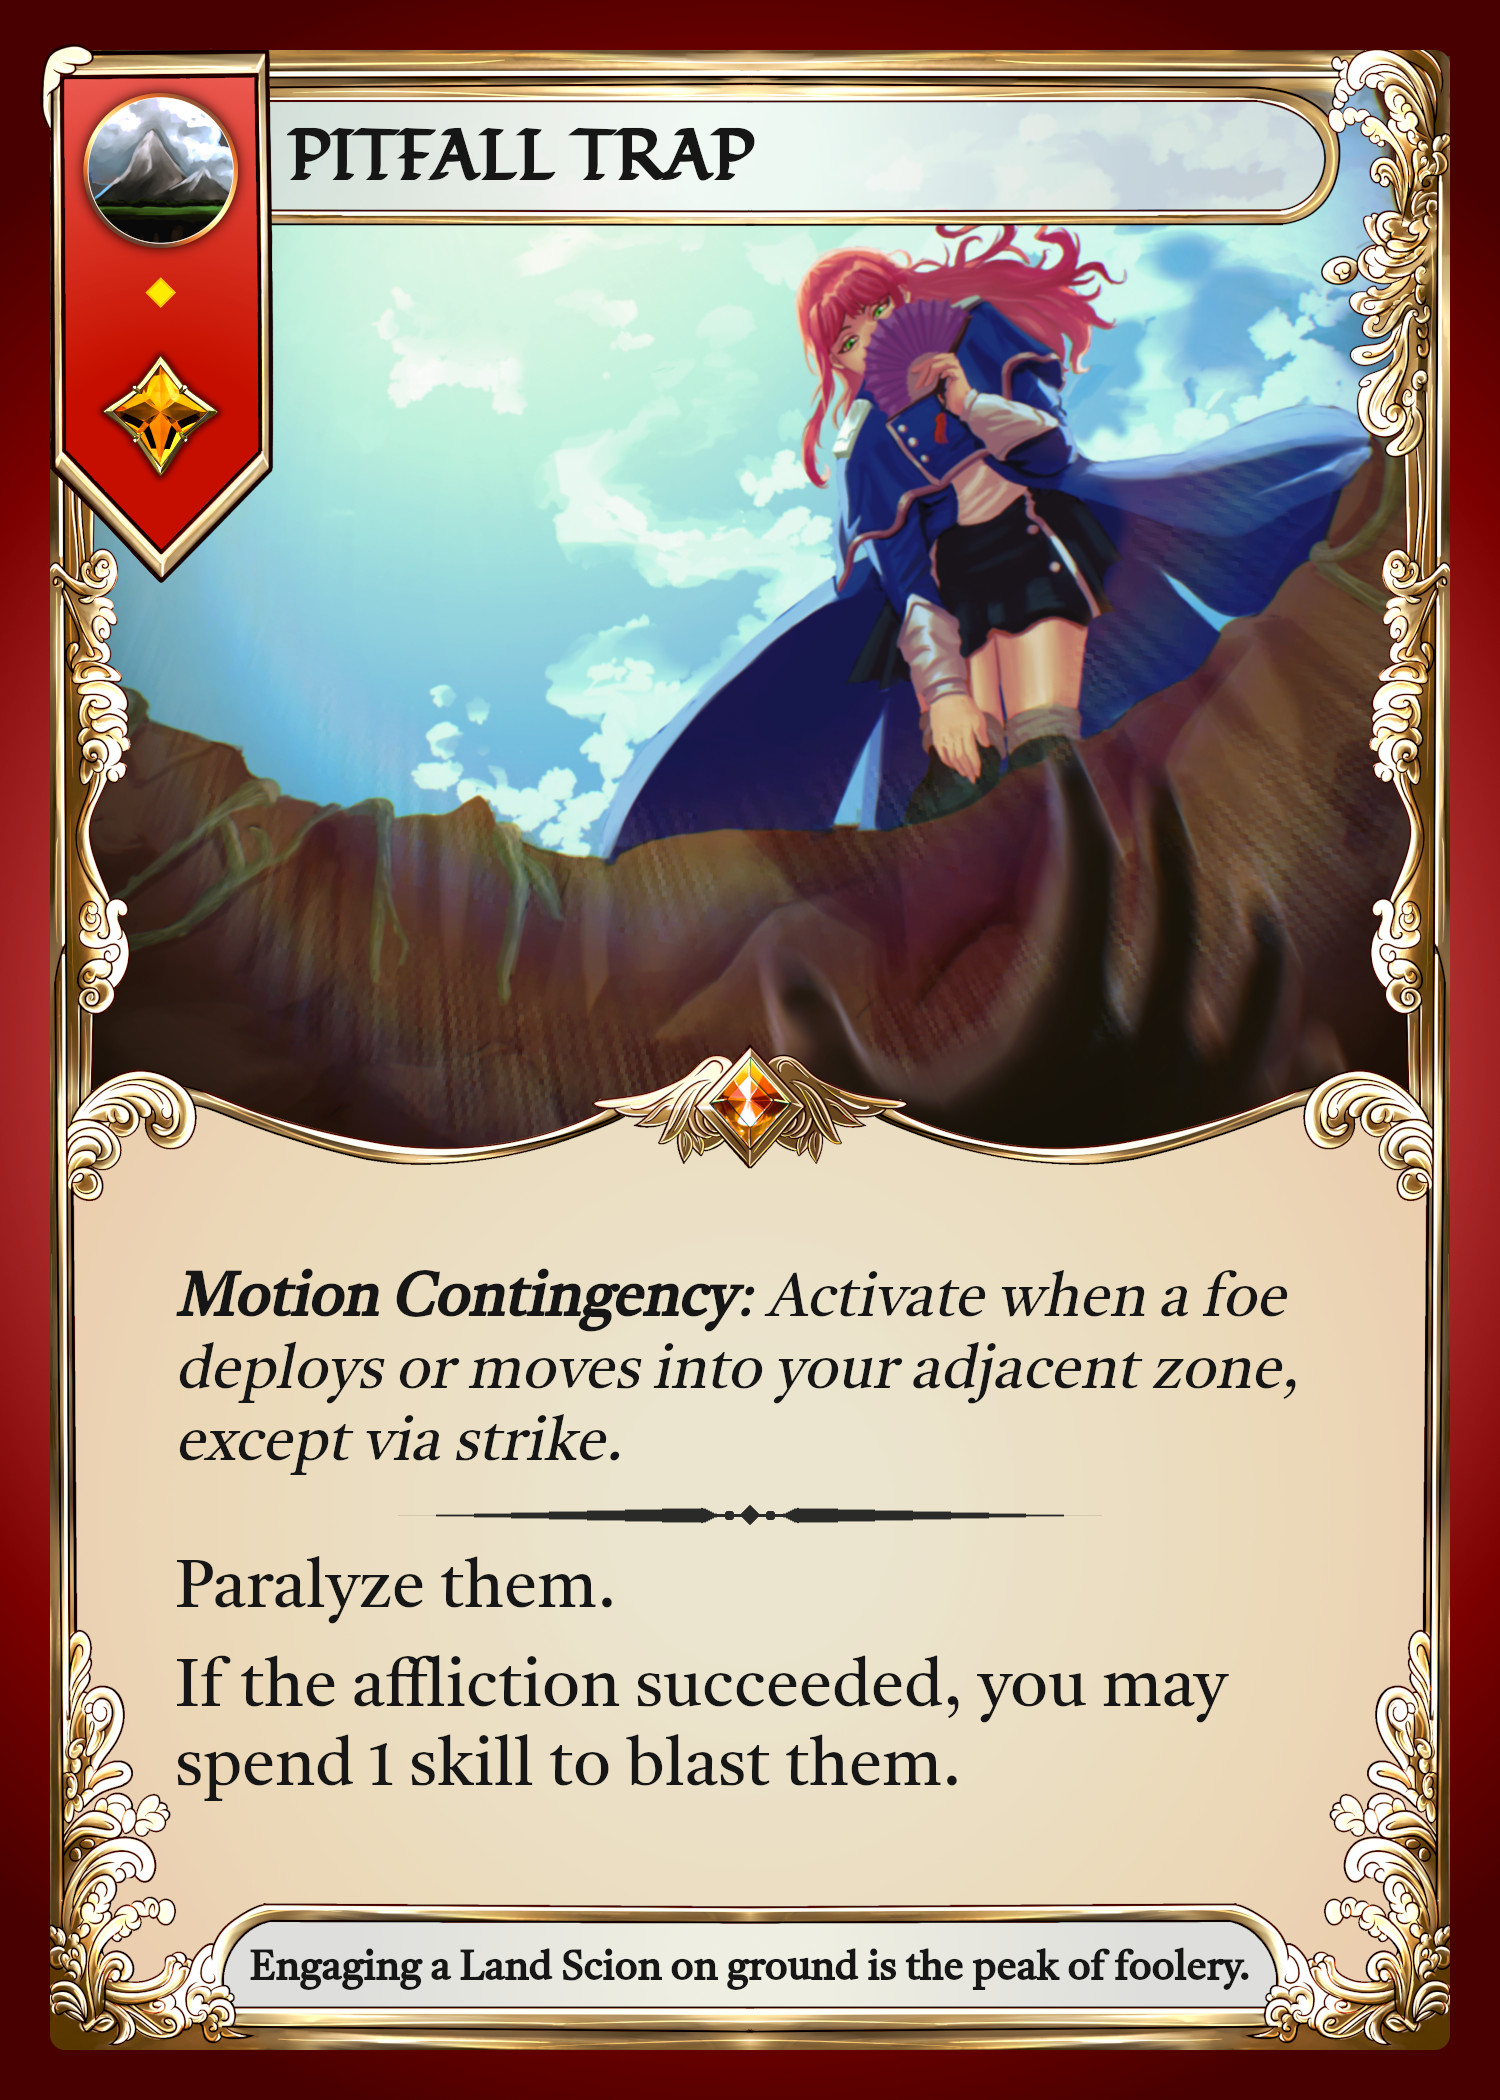 PITFALL TRAP
Motion Contingency: Activate when a foe
deploys or moves into your adjacent zone,
except via strike.
Paralyze them.
If the affliction succeeded, you may
spend 1 skill to blast them.
Engaging a Land Scion on ground is the peak of foolery.